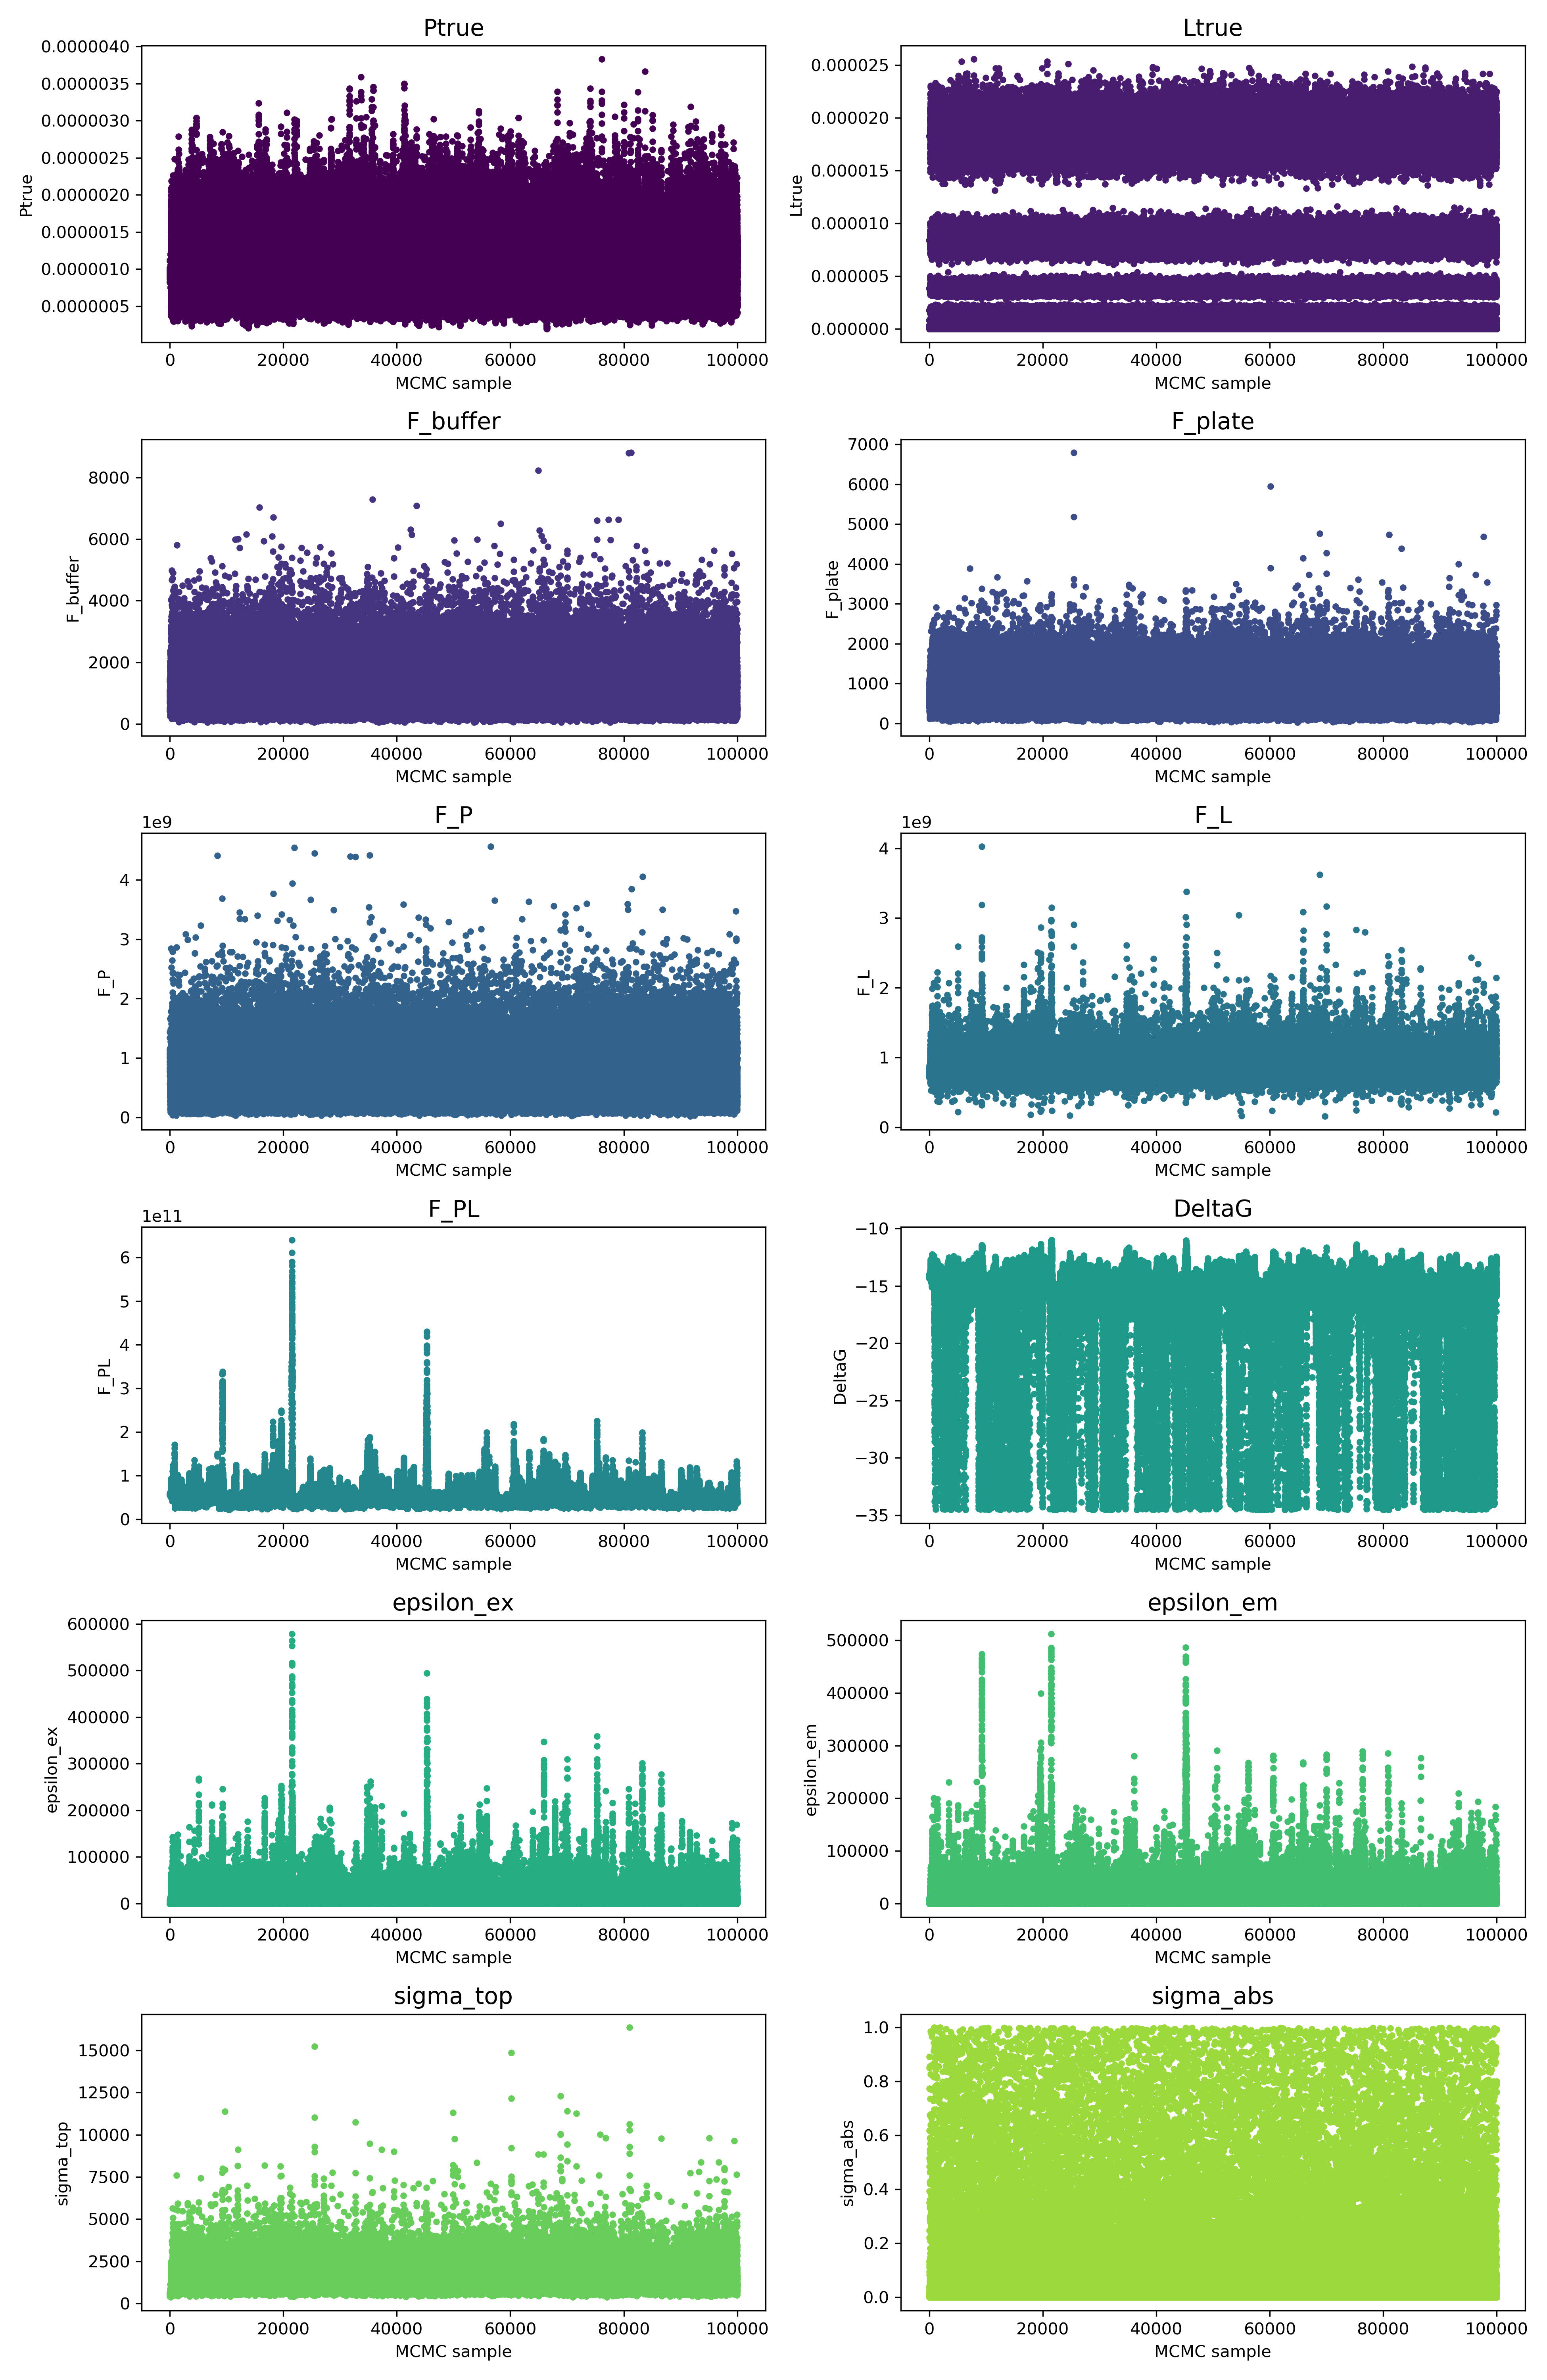 Ptrue
0.0000040
0.0000035
0.0000030
0.0000025
0.0000020
0.0000015
0.0000010
0.0000005
Ptrue
0 20000 40000 60000 80000 100000
MCMC sample
Ltrue
0.000025
0.000020
0.000015
0.000010
0.000005
0.000000
Ltrue
0 20000 40000 60000 80000 100000
MCMC sample
F_buffer
8000
6000
4000
2000
0
F_buffer
0 20000 40000 60000 80000 100000
MCMC sample
F_plate
7000
6000
5000
4000
3000
2000
1000
0
F_plate
0 20000 40000 60000 80000 100000
MCMC sample
F_P
1e9
4
3
2
1
0
F_P
0 20000 40000 60000 80000 100000
MCMC sample
F_L
1e9
4
3
2
1
0
F_L
0 20000 40000 60000 80000 100000
MCMC sample
F_PL
1e11
6
5
4
3
2
1
0
F_PL
0 20000 40000 60000 80000 100000
MCMC sample
DeltaG
−10
−15
−20
−25
−30
−35
DeltaG
0 20000 40000 60000 80000 100000
MCMC sample
epsilon_ex
600000
500000
400000
300000
200000
100000
0
epsilon_ex
0 20000 40000 60000 80000 100000
MCMC sample
epsilon_em
500000
400000
300000
200000
100000
0
epsilon_em
0 20000 40000 60000 80000 100000
MCMC sample
sigma_top
15000
12500
10000
7500
5000
2500
0
sigma_top
0 20000 40000 60000 80000 100000
MCMC sample
sigma_abs
1.0
0.8
0.6
0.4
0.2
0.0
sigma_abs
0 20000 40000 60000 80000 100000
MCMC sample